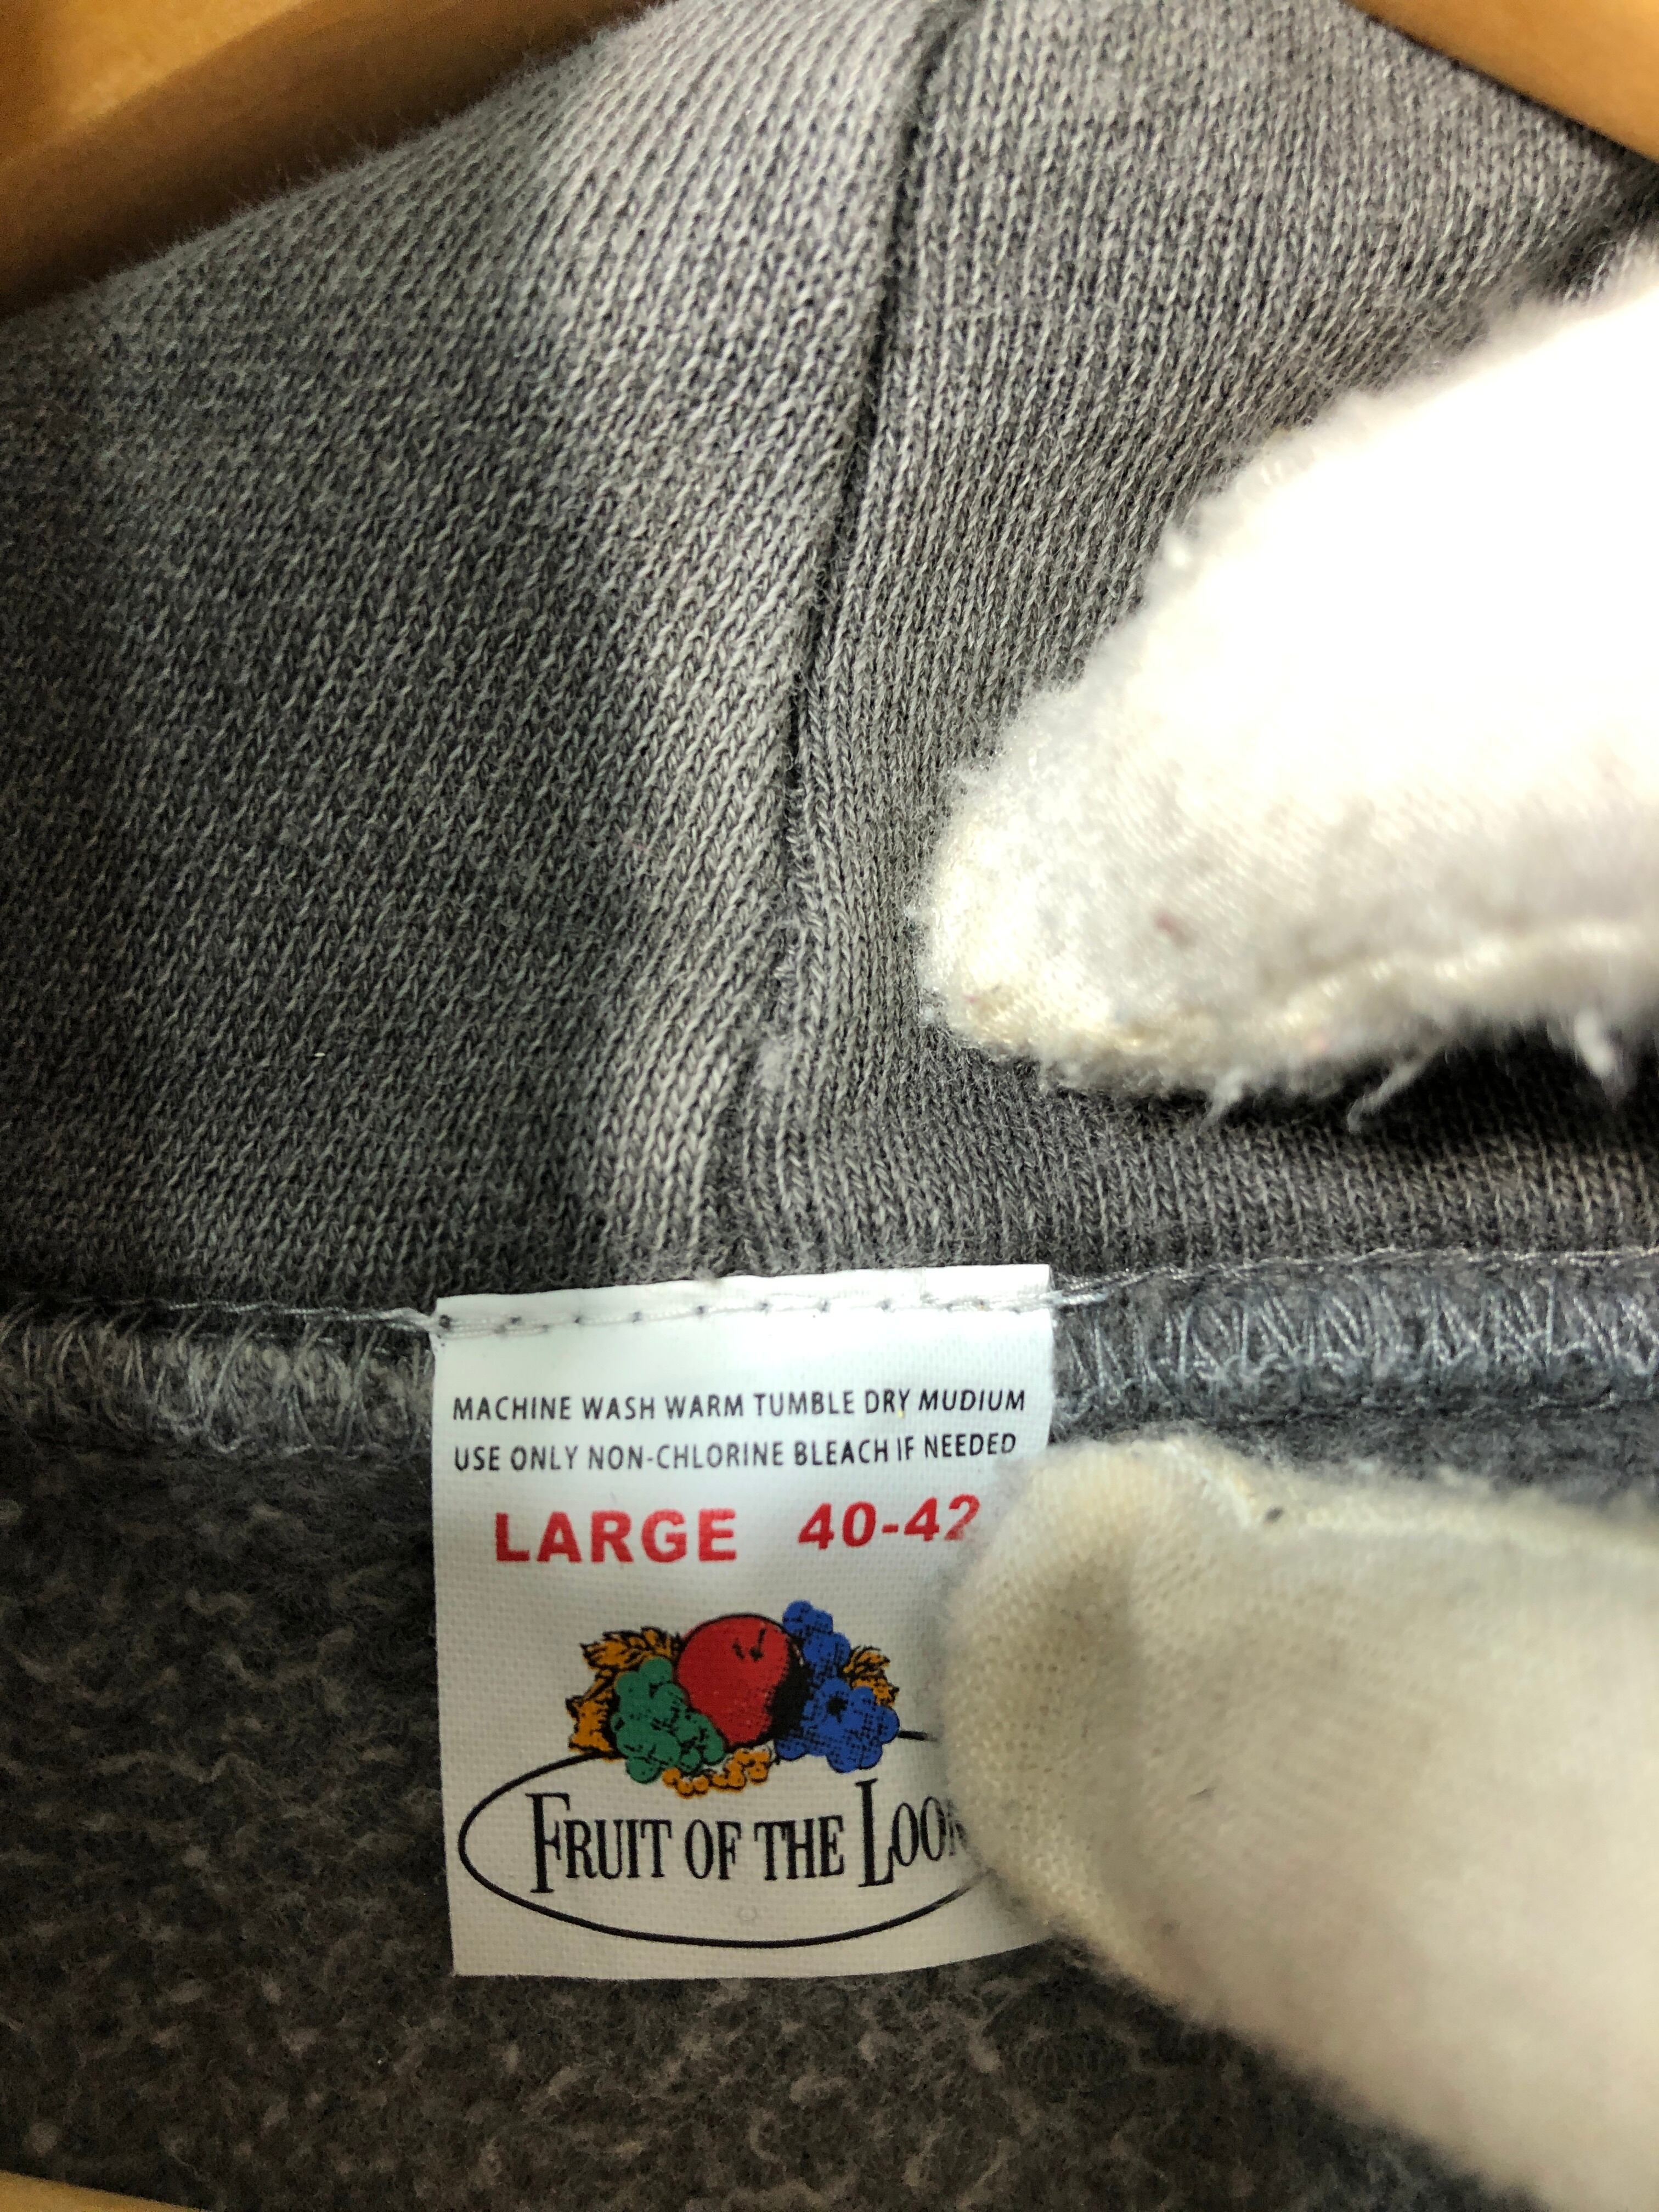 MACHINE WASH WARM TUMBLE DRY MUDIUM
USE ONLY NON-CHLORINE BLEACH IF NEEDED
LARGE 40-42
FRUIT OF THE LOOM